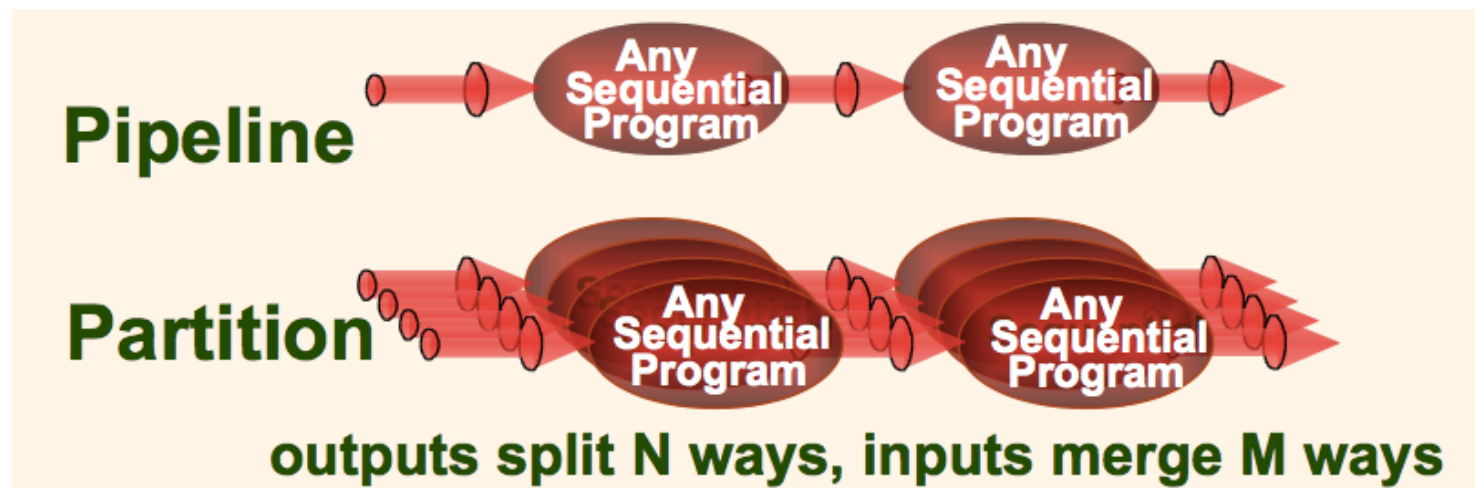 Pipeline
Any
Sequential
Program
Any
Sequential
Program
Partition
Any
Sequential
Program
Any
Sequential
Program
outputs split N ways, inputs merge M ways